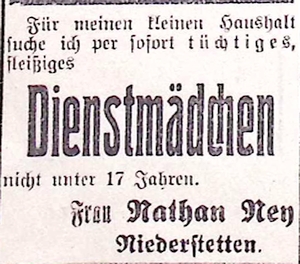 Für meinen kleinen Haushalt
suche ich per sofort tüchtiges,
fleißiges
Dienstmädchen
nicht unter 17 Jahren.
Frau Nathan Ney
Niederstetten.